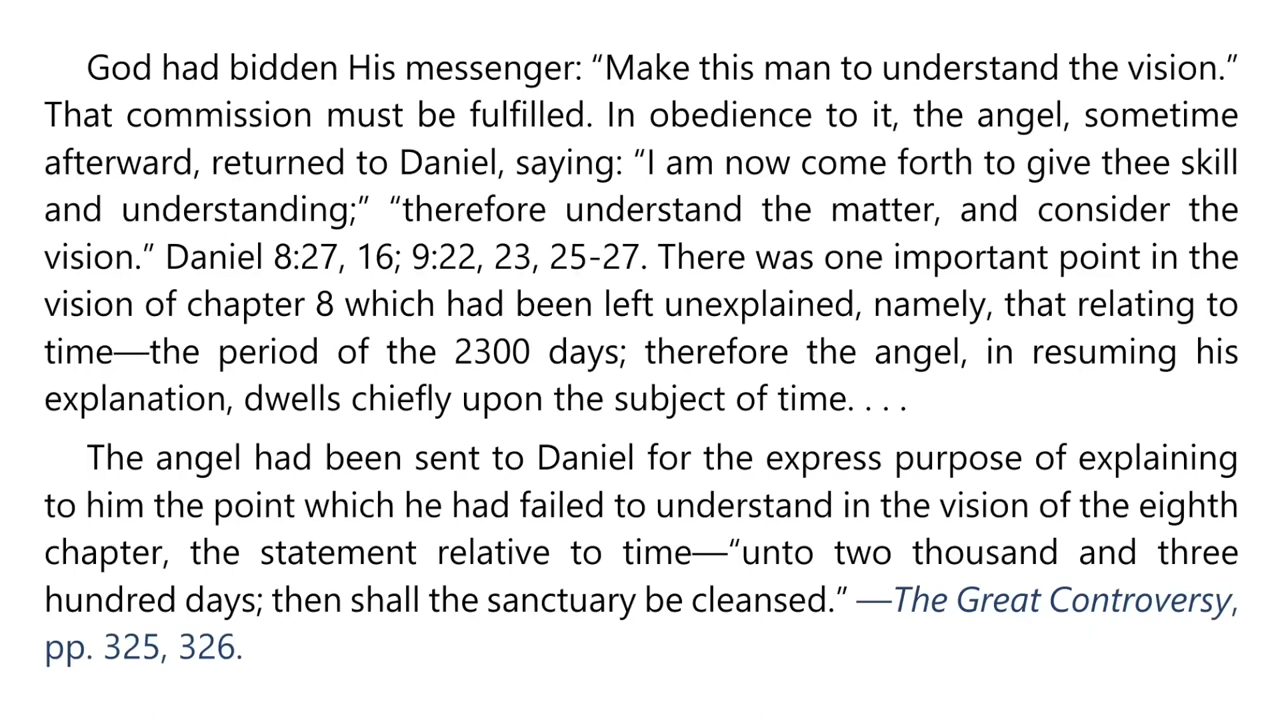 God had bidden His messenger: “Make this man to understand the vision.”
That commission must be fulfilled. In obedience to it, the angel, sometime
afterward, returned to Daniel, saying: “I am now come forth to give thee skill
and understanding;” “therefore understand the matter, and consider the
vision.” Daniel 8:27, 16; 9:22, 23, 25-27. There was one important point in the
vision of chapter 8 which had been left unexplained, namely, that relating to
time—the period of the 2300 days; therefore the angel, in resuming his
explanation, dwells chiefly upon the subject of time. . . .
The angel had been sent to Daniel for the express purpose of explaining
to him the point which he had failed to understand in the vision of the eighth
chapter, the statement relative to time—“unto two thousand and three
hundred days; then shall the sanctuary be cleansed.” —The Great Controversy,
pp. 325, 326.